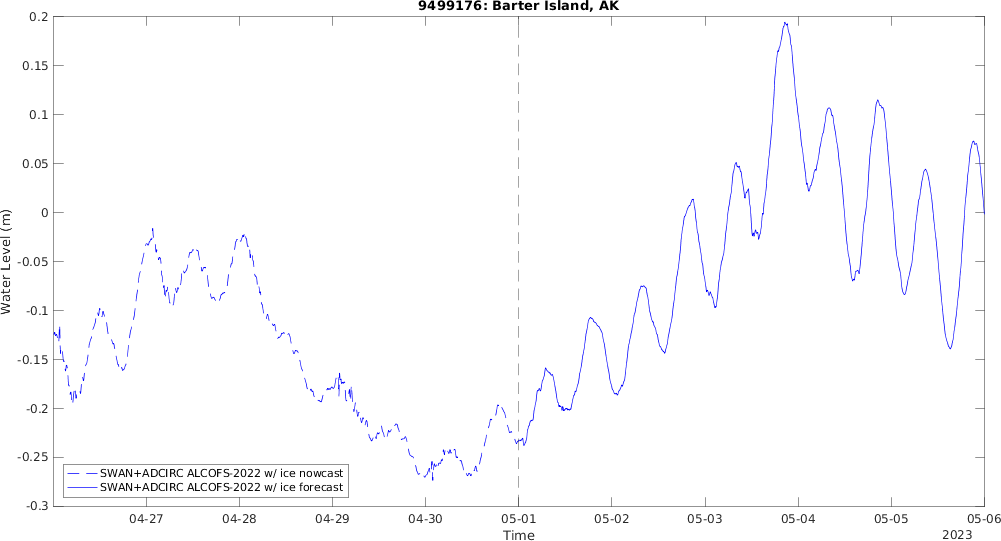 9499176: Barter Island, AK
0.2
0.15
0.1
0.05
0
-0.05
-0.1
-0.15
-0.2
-0.25
-0.3
Water Level (m)
SWAN+ADCIRC ALCOFS-2022 w/ ice nowcast
SWAN+ADCIRC ALCOFS-2022 w/ ice forecast
04-27 04-28 04-29 04-30 05-01 05-02 05-03 05-04 05-05 05-06
Time
2023